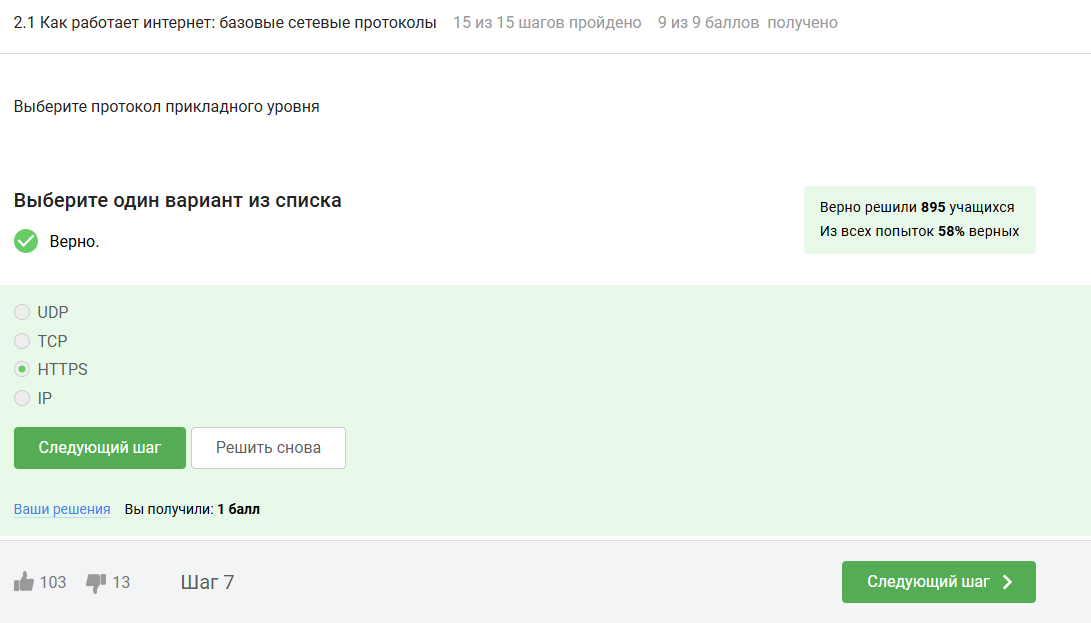 2.1 Как работает интернет: базовые сетевые протоколы 15 из 15 шагов пройдено 9 из 9 баллов получено
Выберите протокол прикладного уровня
Выберите один вариант из списка
Верно.
Верно решили 895 учащихся
Из всех попыток 58% верных
UDP
TCP
HTTPS
IP
Следующий шаг Решить снова
Ваши решения Вы получили: 1 балл
103 13 Шаг 7 Следующий шаг